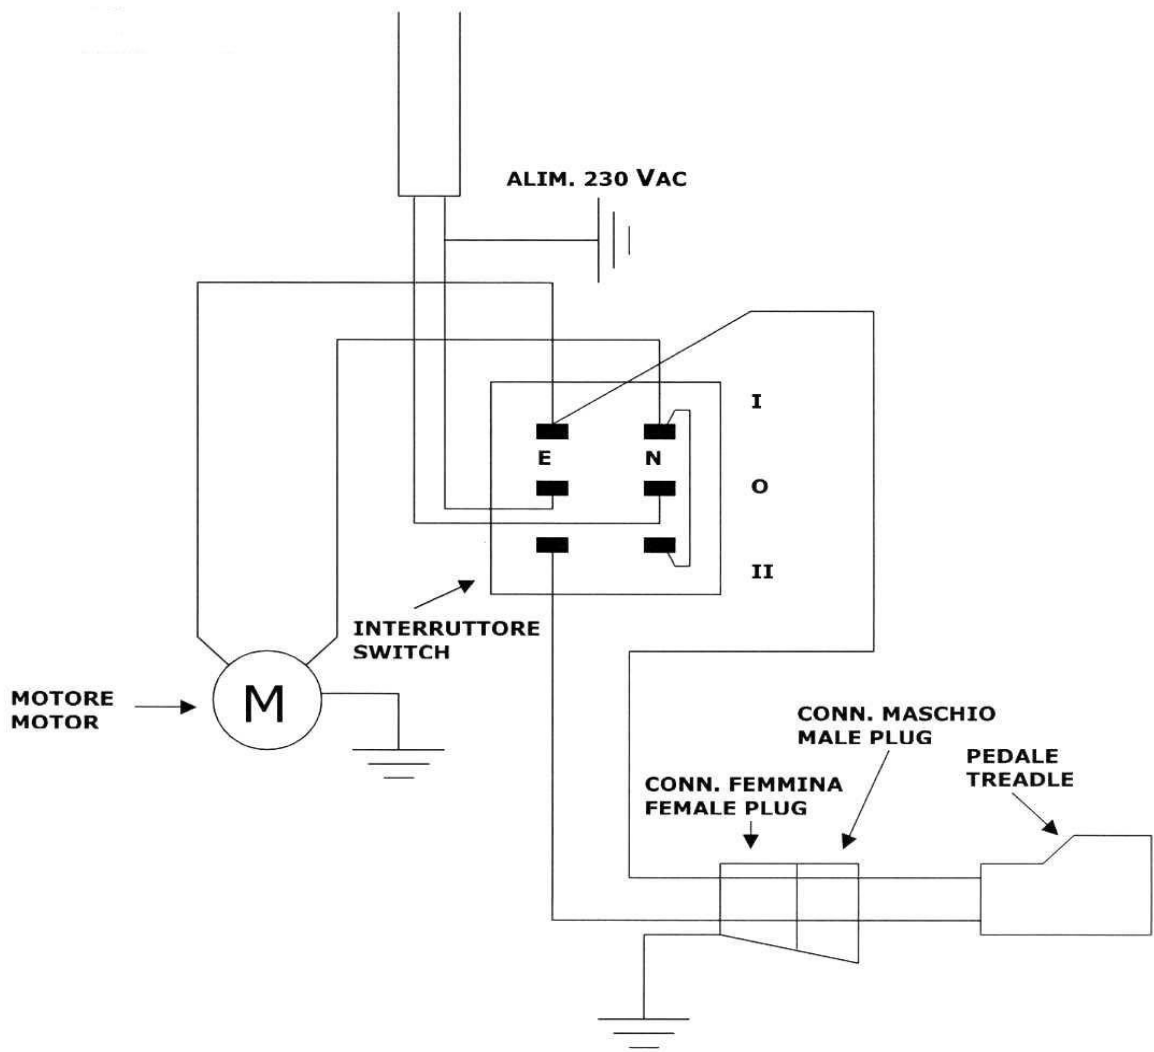 ALIM. 230 VAC
I
E
N
O
II
INTERRUTTORE
SWITCH
MOTORE
MOTOR
M
CONN. MASCHIO
MALE PLUG
PEDALE
TREADLE
CONN. FEMMINA
FEMALE PLUG